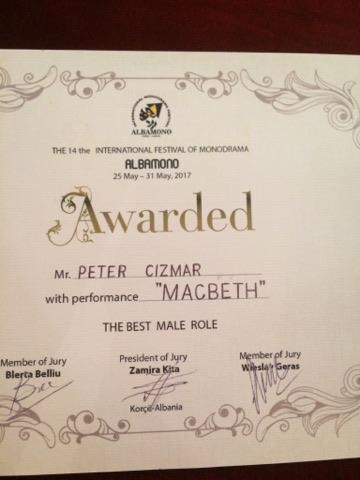 ALBAMONO
THE 14 the INTERNATIONAL FESTIVAL OF MONODRAMA
ALBAMONO
25 May – 31 May, 2017
Awarded
Mr. PETER CIZMAR
with performance "MACBETH"
THE BEST MALE ROLE
Member of Jury
Blerta Belliu
President of Jury
Zamira Kita
Member of Jury
Wieslav Geras
Korçë-Albania